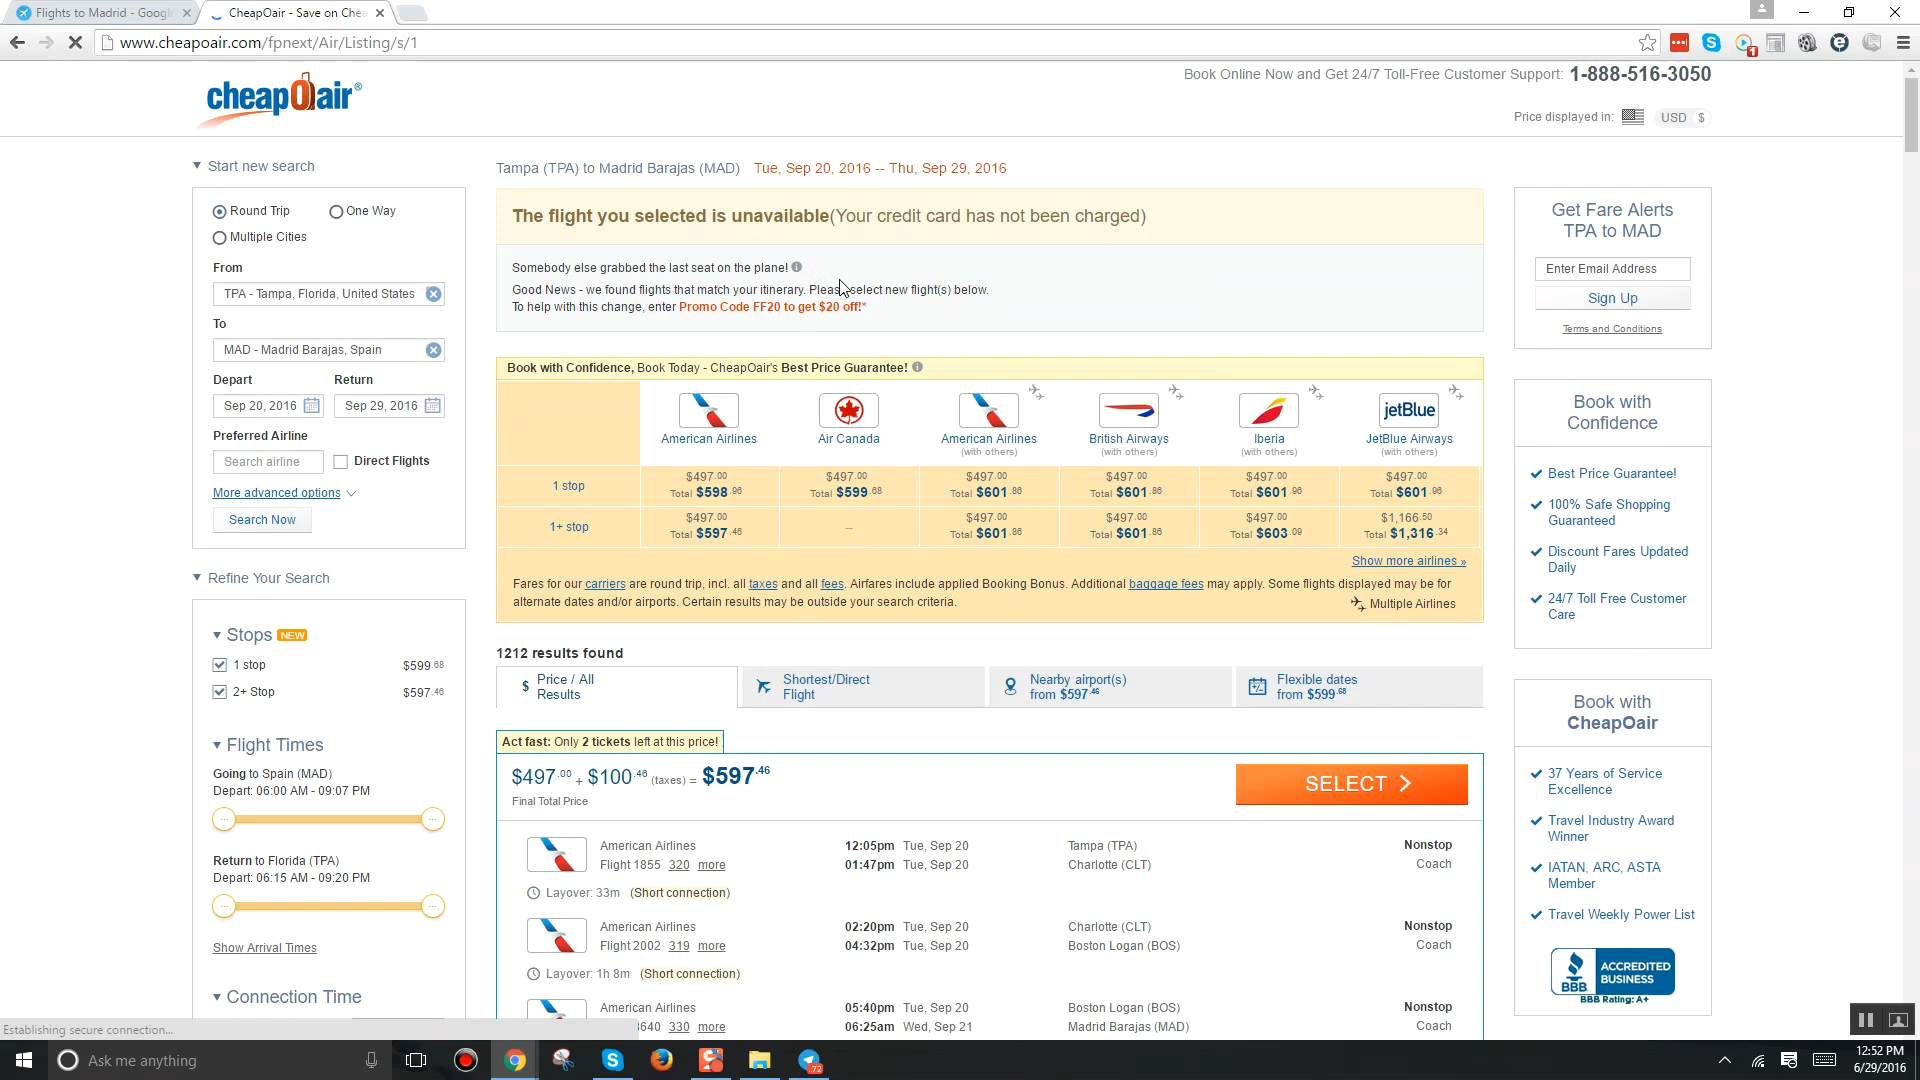 Flights to Madrid - Googl
CheapOair - Save on Chea
www.cheapoair.com/fpnext/Air/Listing/s/1
cheapOair®
Book Online Now and Get 24/7 Toll-Free Customer Support: 1-888-516-3050
Price displayed in: USD $
Start new search
Round Trip One Way
Multiple Cities
From
TPA - Tampa, Florida, United States
To
MAD - Madrid Barajas, Spain
Depart Return
Sep 20, 2016 Sep 29, 2016
Preferred Airline
Search airline Direct Flights
More advanced options
Search Now
Refine Your Search
Stops NEW
1 stop $599.68
2+ Stop $597.46
Flight Times
Going to Spain (MAD)
Depart: 06:00 AM - 09:07 PM
Return to Florida (TPA)
Depart: 06:15 AM - 09:20 PM
Show Arrival Times
Connection Time
Tampa (TPA) to Madrid Barajas (MAD) Tue, Sep 20, 2016 -- Thu, Sep 29, 2016
The flight you selected is unavailable(Your credit card has not been charged)
Somebody else grabbed the last seat on the plane!
Good News - we found flights that match your itinerary. Please select new flight(s) below.
To help with this change, enter Promo Code FF20 to get $20 off!*
Book with Confidence, Book Today - CheapOair's Best Price Guarantee!
jetBlue
American Airlines Air Canada American Airlines British Airways Iberia JetBlue Airways
(with others) (with others) (with others) (with others)
$497.00 $497.00 $497.00 $497.00 $497.00 $497.00
1 stop Total $598.96 Total $599.68 Total $601.86 Total $601.86 Total $601.96 Total $601.96
$497.00 $497.00 $497.00 $497.00 $1,166.50
1+ stop Total $597.46 -- Total $601.86 Total $601.86 Total $603.09 Total $1,316.34
Show more airlines »
Fares for our carriers are round trip, incl. all taxes and all fees. Airfares include applied Booking Bonus. Additional baggage fees may apply. Some flights displayed may be for
alternate dates and/or airports. Certain results may be outside your search criteria. Multiple Airlines
1212 results found
$ Price / All
Results
Shortest/Direct
Flight
Nearby airport(s)
from $597.46
Flexible dates
from $599.68
Act fast: Only 2 tickets left at this price!
$497.00 + $100.46 (taxes) = $597.46
Final Total Price
SELECT
American Airlines 12:05pm Tue, Sep 20 Tampa (TPA) Nonstop
Flight 1855 320 more 01:47pm Tue, Sep 20 Charlotte (CLT) Coach
Layover: 33m (Short connection)
American Airlines 02:20pm Tue, Sep 20 Charlotte (CLT) Nonstop
Flight 2002 319 more 04:32pm Tue, Sep 20 Boston Logan (BOS) Coach
Layover: 1h 8m (Short connection)
American Airlines 05:40pm Tue, Sep 20 Boston Logan (BOS) Nonstop
640 330 more 06:25am Wed, Sep 21 Madrid Barajas (MAD) Coach
Get Fare Alerts
TPA to MAD
Enter Email Address
Sign Up
Terms and Conditions
Book with
Confidence
Best Price Guarantee!
100% Safe Shopping
Guaranteed
Discount Fares Updated
Daily
24/7 Toll Free Customer
Care
Book with
CheapOair
37 Years of Service
Excellence
Travel Industry Award
Winner
IATAN, ARC, ASTA
Member
Travel Weekly Power List
BBB ACCREDITED
BUSINESS
BBB Rating: A+
Establishing secure connection...
Ask me anything
72
12:52 PM
6/29/2016